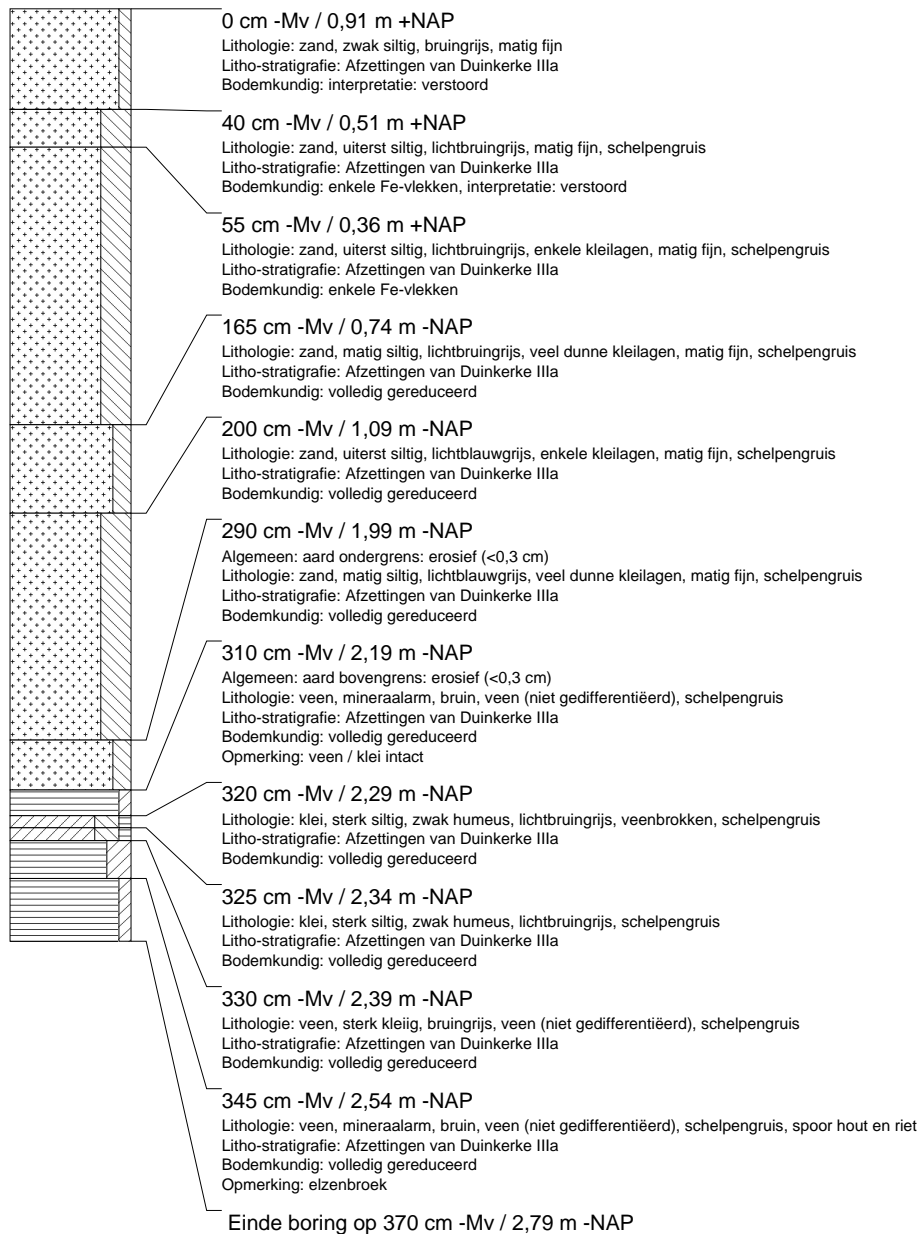 0 cm -Mv / 0,91 m +NAP
Lithologie: zand, zwak siltig, bruingrijs, matig fijn
Litho-stratigrafie: Afzettingen van Duinkerke IIIa
Bodemkundig: interpretatie: verstoord
40 cm -Mv / 0,51 m +NAP
Lithologie: zand, uiterst siltig, lichtbruingrijs, matig fijn, schelpengruis
Litho-stratigrafie: Afzettingen van Duinkerke IIIa
Bodemkundig: enkele Fe-vlekken, interpretatie: verstoord
55 cm -Mv / 0,36 m +NAP
Lithologie: zand, uiterst siltig, lichtbruingrijs, enkele kleilagen, matig fijn, schelpengruis
Litho-stratigrafie: Afzettingen van Duinkerke IIIa
Bodemkundig: enkele Fe-vlekken
165 cm -Mv / 0,74 m -NAP
Lithologie: zand, matig siltig, lichtbruingrijs, veel dunne kleilagen, matig fijn, schelpengruis
Litho-stratigrafie: Afzettingen van Duinkerke IIIa
Bodemkundig: volledig gereduceerd
200 cm -Mv / 1,09 m -NAP
Lithologie: zand, uiterst siltig, lichtblauwgrijs, enkele kleilagen, matig fijn, schelpengruis
Litho-stratigrafie: Afzettingen van Duinkerke IIIa
Bodemkundig: volledig gereduceerd
290 cm -Mv / 1,99 m -NAP
Algemeen: aard ondergrens: erosief (<0,3 cm)
Lithologie: zand, matig siltig, lichtblauwgrijs, veel dunne kleilagen, matig fijn, schelpengruis
Litho-stratigrafie: Afzettingen van Duinkerke IIIa
Bodemkundig: volledig gereduceerd
310 cm -Mv / 2,19 m -NAP
Algemeen: aard bovengrens: erosief (<0,3 cm)
Lithologie: veen, mineraalarm, bruin, veen (niet gedifferentiëerd), schelpengruis
Litho-stratigrafie: Afzettingen van Duinkerke IIIa
Bodemkundig: volledig gereduceerd
Opmerking: veen / klei intact
320 cm -Mv / 2,29 m -NAP
Lithologie: klei, sterk siltig, zwak humeus, lichtbruingrijs, veenbrokken, schelpengruis
Litho-stratigrafie: Afzettingen van Duinkerke IIIa
Bodemkundig: volledig gereduceerd
325 cm -Mv / 2,34 m -NAP
Lithologie: klei, sterk siltig, zwak humeus, lichtbruingrijs, schelpengruis
Litho-stratigrafie: Afzettingen van Duinkerke IIIa
Bodemkundig: volledig gereduceerd
330 cm -Mv / 2,39 m -NAP
Lithologie: veen, sterk kleiig, bruingrijs, veen (niet gedifferentiëerd), schelpengruis
Litho-stratigrafie: Afzettingen van Duinkerke IIIa
Bodemkundig: volledig gereduceerd
345 cm -Mv / 2,54 m -NAP
Lithologie: veen, mineraalarm, bruin, veen (niet gedifferentiëerd), schelpengruis, spoor hout en riet
Litho-stratigrafie: Afzettingen van Duinkerke IIIa
Bodemkundig: volledig gereduceerd
Opmerking: elzenbroek
Einde boring op 370 cm -Mv / 2,79 m -NAP